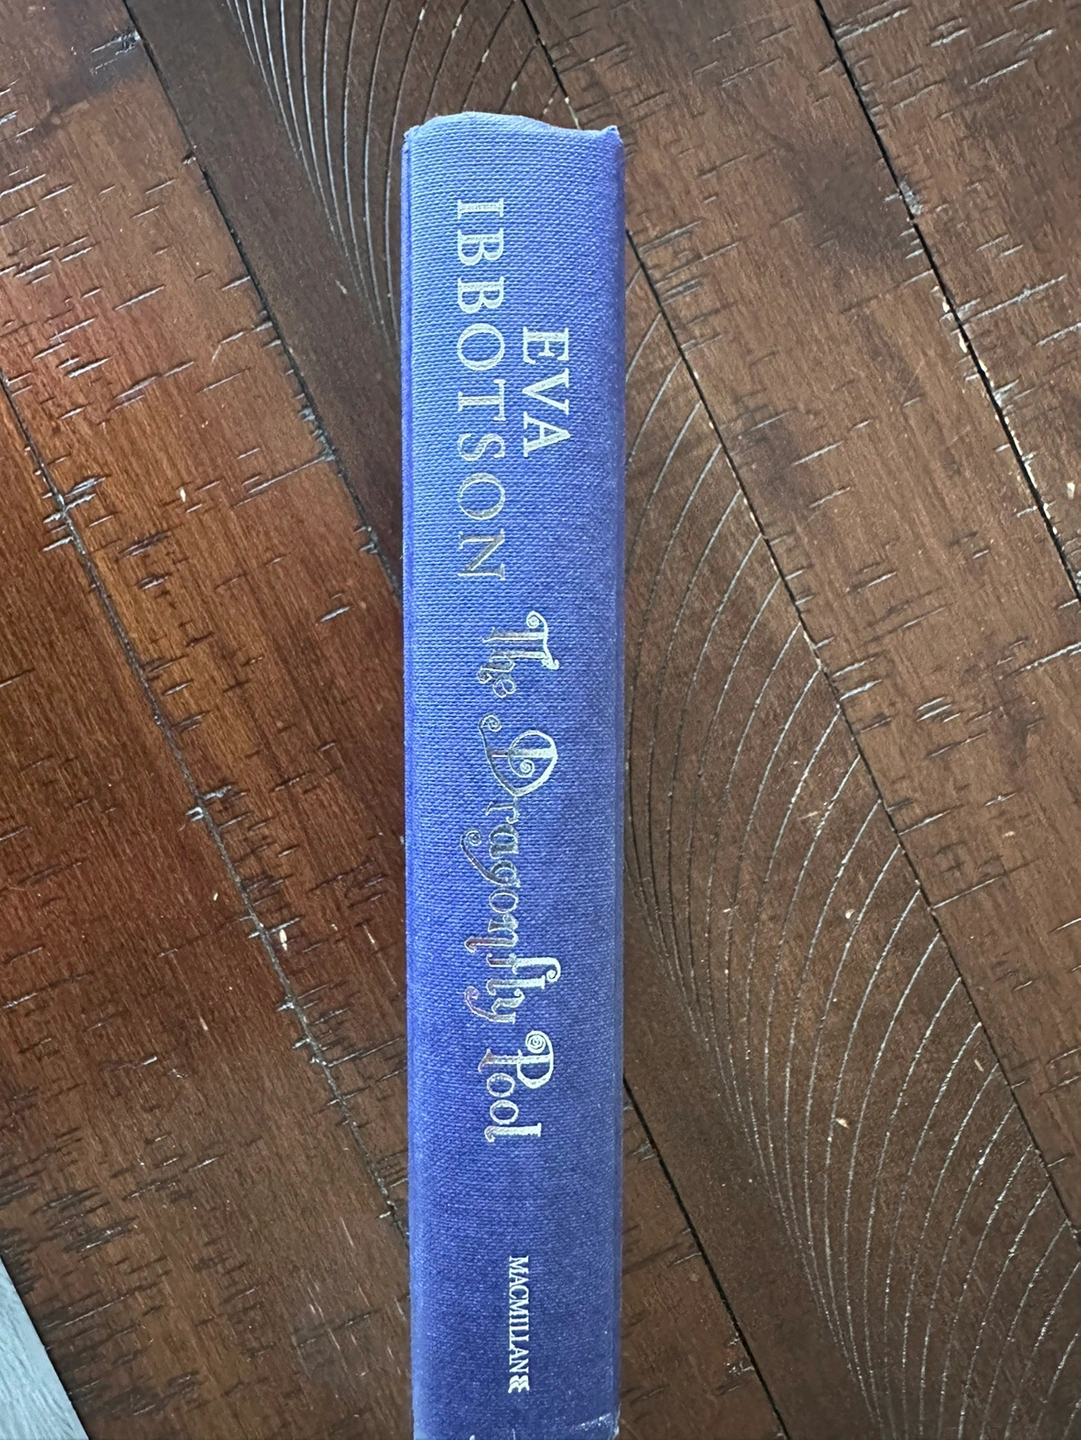 EVA
IBBOTSON
The Dragonfly Pool
MACMILLAN